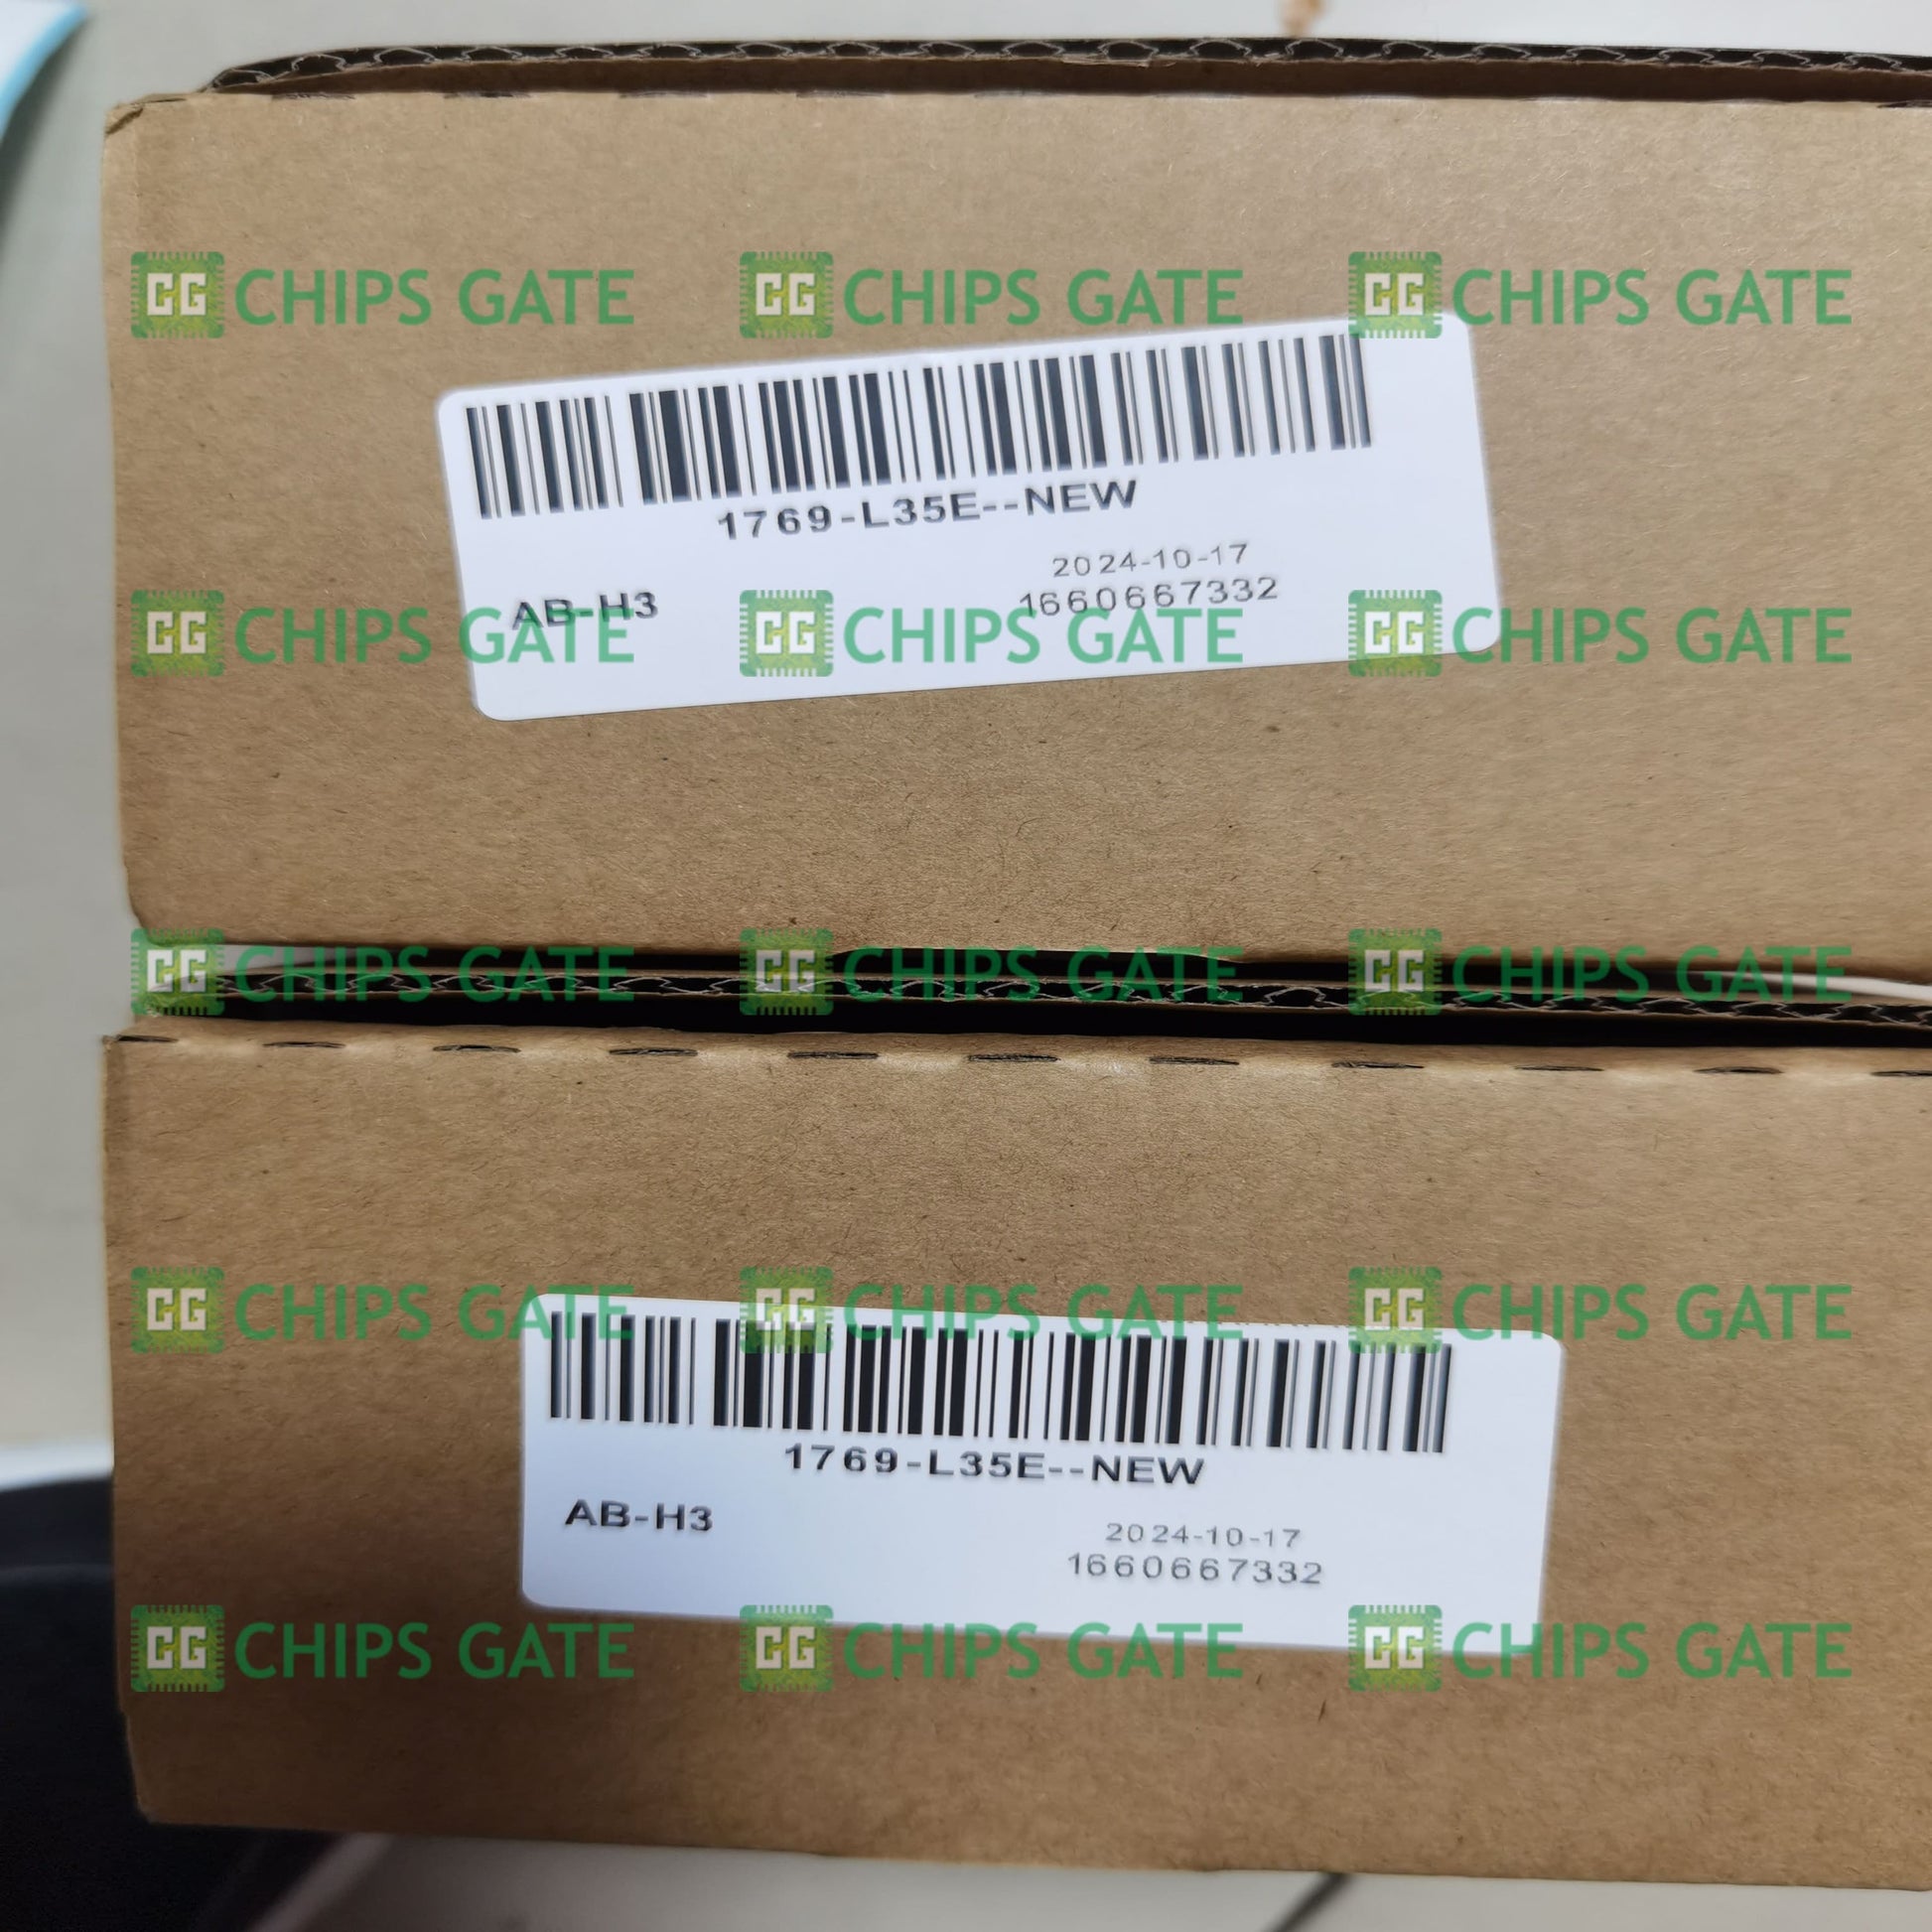 CG CHIPS GATE CG CHIPS GATE CG CHIPS GATE
1769-L35E--NEW
2024-10-17
AB-H3 1660667332
CG CHIPS GATE CG CHIPS GATE CG CHIPS GATE
CG CHIPS GATE CG CHIPS GATE CG CHIPS GATE
CG CHIPS GATE CG CHIPS GATE CG CHIPS GATE
1769-L35E--NEW
AB-H3 2024-10-17
1660667332
CG CHIPS GATE CG CHIPS GATE CG CHIPS GATE